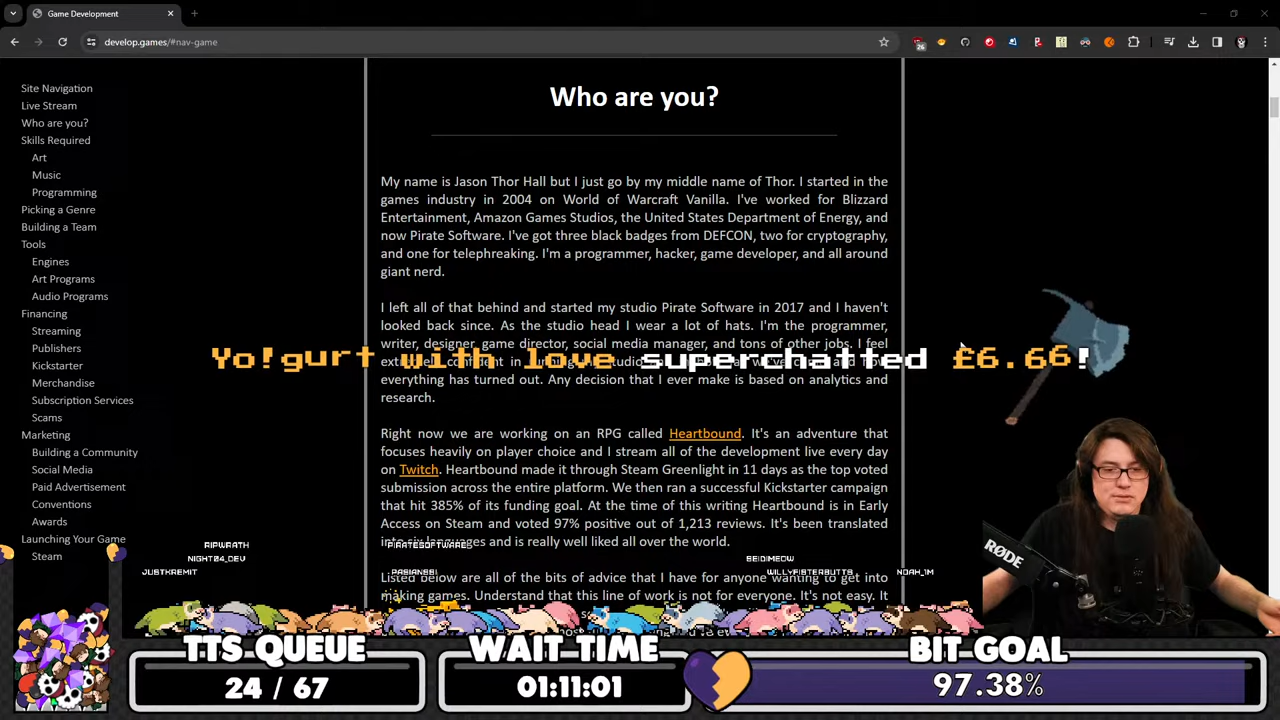 Game Development
develop.games/#nav-game
26
Site Navigation
Live Stream
Who are you?
Skills Required
Art
Music
Programming
Picking a Genre
Building a Team
Tools
Engines
Art Programs
Audio Programs
Financing
Streaming
Publishers
Kickstarter
Merchandise
Subscription Services
Scams
Marketing
Building a Community
Social Media
Paid Advertisement
Conventions
Awards
Launching Your Game
Steam
Who are you?
My name is Jason Thor Hall but I just go by my middle name of Thor. I started in the
games industry in 2004 on World of Warcraft Vanilla. I've worked for Blizzard
Entertainment, Amazon Games Studios, the United States Department of Energy, and
now Pirate Software. I've got three black badges from DEFCON, two for cryptography,
and one for telephreaking. I'm a programmer, hacker, game developer, and all around
giant nerd.
I left all of that behind and started my studio Pirate Software in 2017 and I haven't
looked back since. As the studio head I wear a lot of hats. I'm the programmer,
writer, designer, game director, social media manager, and tons of other jobs. I feel
Yo!gurt with love superchatted £6.66!
everything has turned out. Any decision that I ever make is based on analytics and
research.
Right now we are working on an RPG called Heartbound. It's an adventure that
focuses heavily on player choice and I stream all of the development live every day
on Twitch. Heartbound made it through Steam Greenlight in 11 days as the top voted
submission across the entire platform. We then ran a successful Kickstarter campaign
that hit 385% of its funding goal. At the time of this writing Heartbound is in Early
Access on Steam and voted 97% positive out of 1,213 reviews. It's been translated
into six languages and is really well liked all over the world.
Listed below are all of the bits of advice that I have for anyone wanting to get into
making games. Understand that this line of work is not for everyone. It's not easy. It
RIPWRATH
PIRATESOFTWARE
NIGHT04_DEV
SEIDIMEOW
JUSTKREMIT
WILLYFISTERBUTTS
NOAH_1M
RØDE
TTS QUEUE
24 / 67
WAIT TIME
01:11:01
BIT GOAL
97.38%